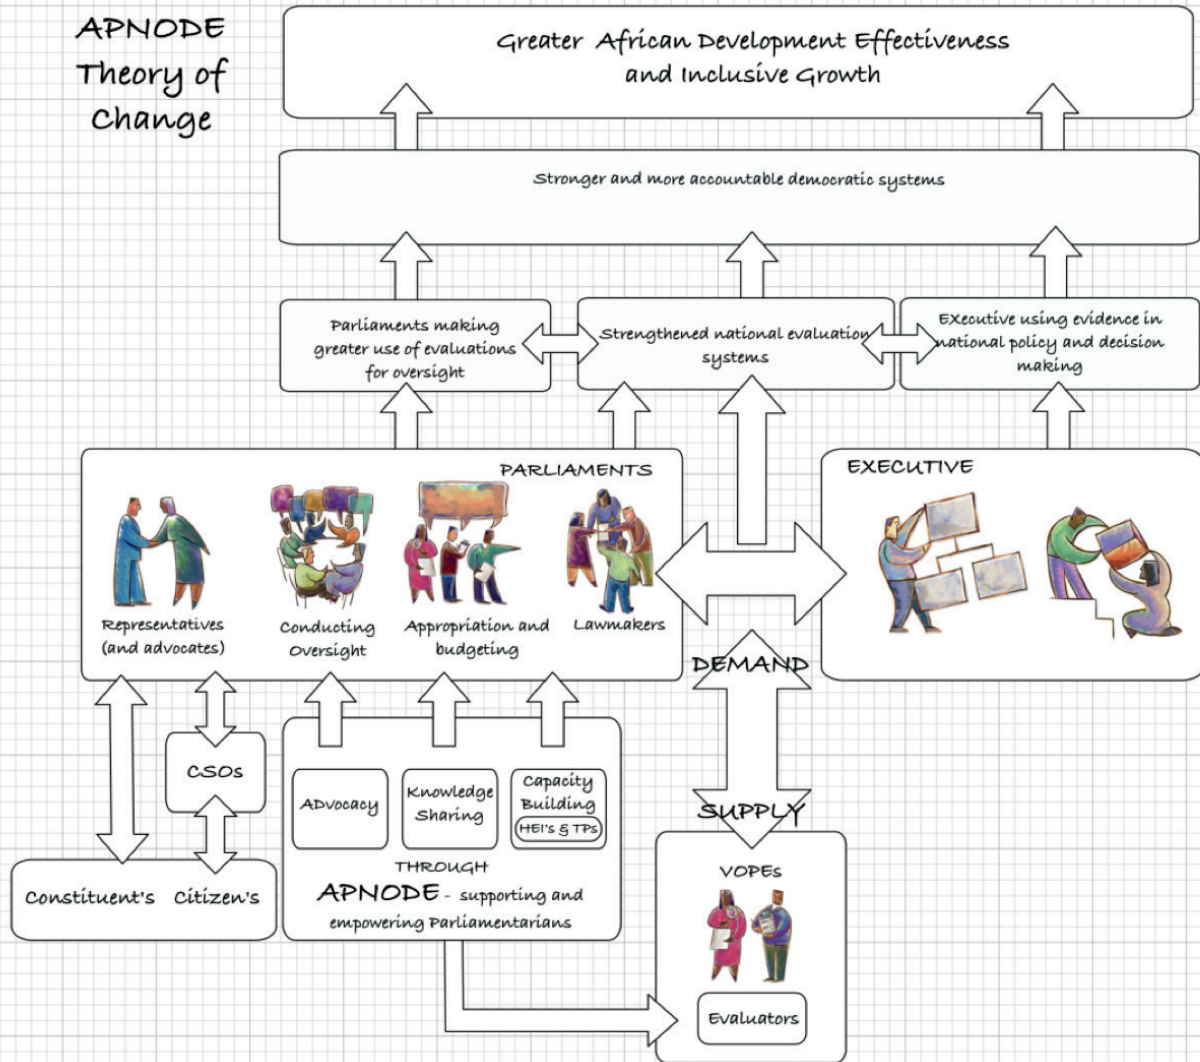 APNODE
Theory of
Change
Greater African Development Effectiveness
and Inclusive Growth
Stronger and more accountable democratic systems
Parliaments making
greater use of evaluations
for oversight
Strengthened national evaluation
systems
EXecutive using evidence in
national policy and decision
making
PARLIAMENTS
Representatives
(and advocates)
Conducting
Oversight
Appropriation and
budgeting
Lawmakers
EXECUTIVE
DEMAND
SUPPLY
CSOs
Constituent's Citizen's
ADvocacy
Knowledge
Sharing
Capacity
Building
HEI's & TPs
THROUGH
APNODE - supporting and
empowering Parliamentarians
VOPEs
Evaluators